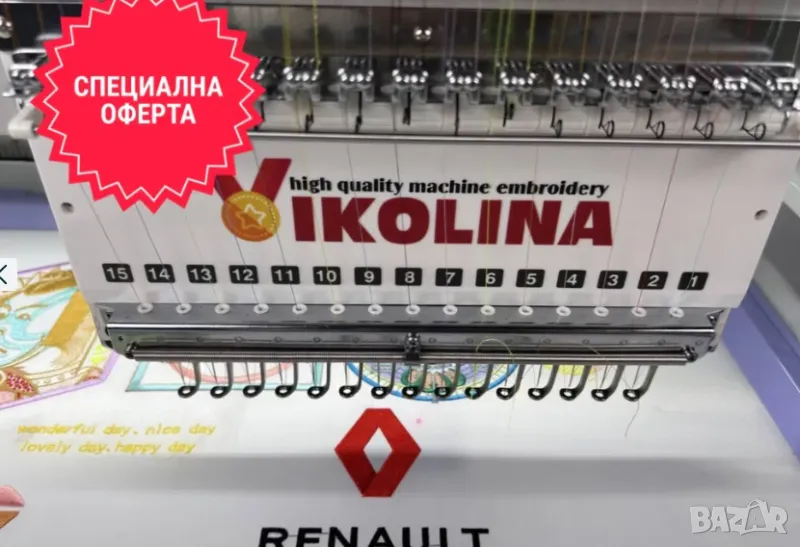 СПЕЦИАЛНА
ОФЕРТА
high quality machine embroidery
VIKOLINA
15 14 13 12 11 10 9 8 7 6 5 4 3 2 1
wonderful day. nice day
lovely day. happy day
RENAULT
BAZAR